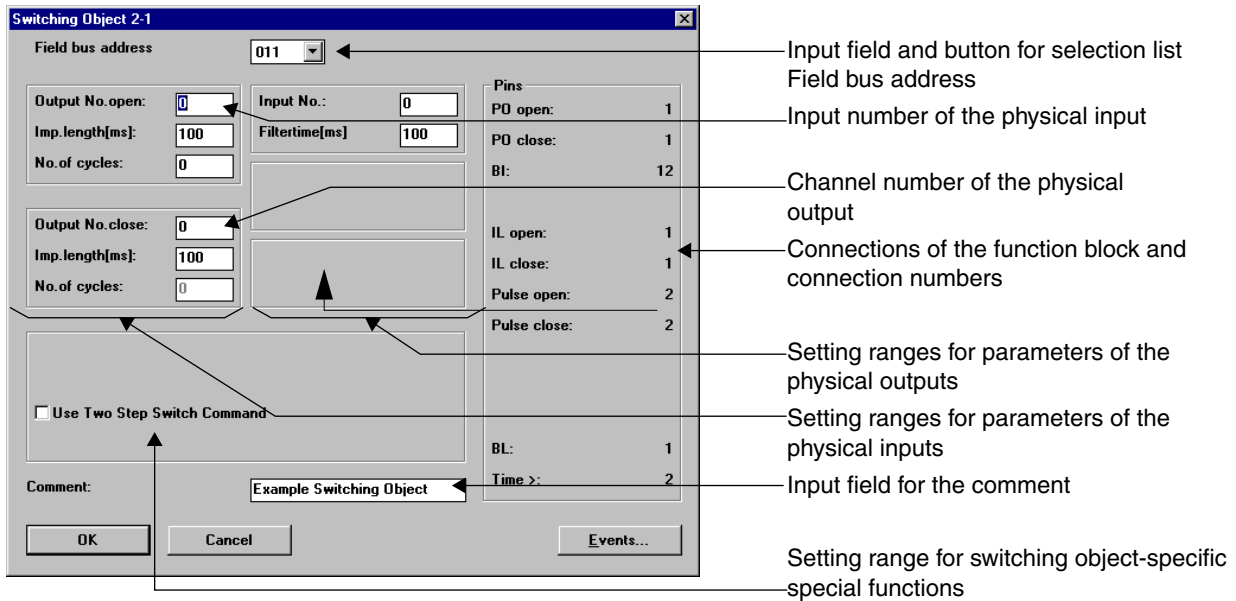 Switching Object 2-1
Field bus address
011
Output No.open:
0
Imp.length[ms]:
100
No.of cycles:
0
Input No.:
0
Filtertime[ms]
100
Output No.close:
0
Imp.length[ms]:
100
No.of cycles:
0
Use Two Step Switch Command
Comment:
Example Switching Object
OK
Cancel
Events...
Pins
PO open: 1
PO close: 1
BI: 12
IL open: 1
IL close: 1
Pulse open: 2
Pulse close: 2
BL: 1
Time >: 2
Input field and button for selection list
Field bus address
Input number of the physical input
Channel number of the physical
output
Connections of the function block and
connection numbers
Setting ranges for parameters of the
physical outputs
Setting ranges for parameters of the
physical inputs
Input field for the comment
Setting range for switching object-specific
special functions